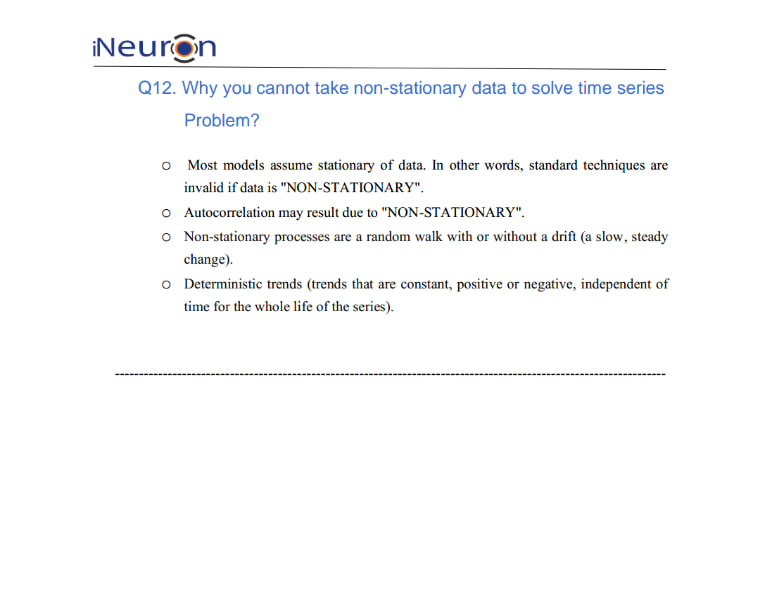 iNeuron
Q12. Why you cannot take non-stationary data to solve time series
Problem?
o Most models assume stationary of data. In other words, standard techniques are
invalid if data is "NON-STATIONARY".
o Autocorrelation may result due to "NON-STATIONARY".
o Non-stationary processes are a random walk with or without a drift (a slow, steady
change).
o Deterministic trends (trends that are constant, positive or negative, independent of
time for the whole life of the series).